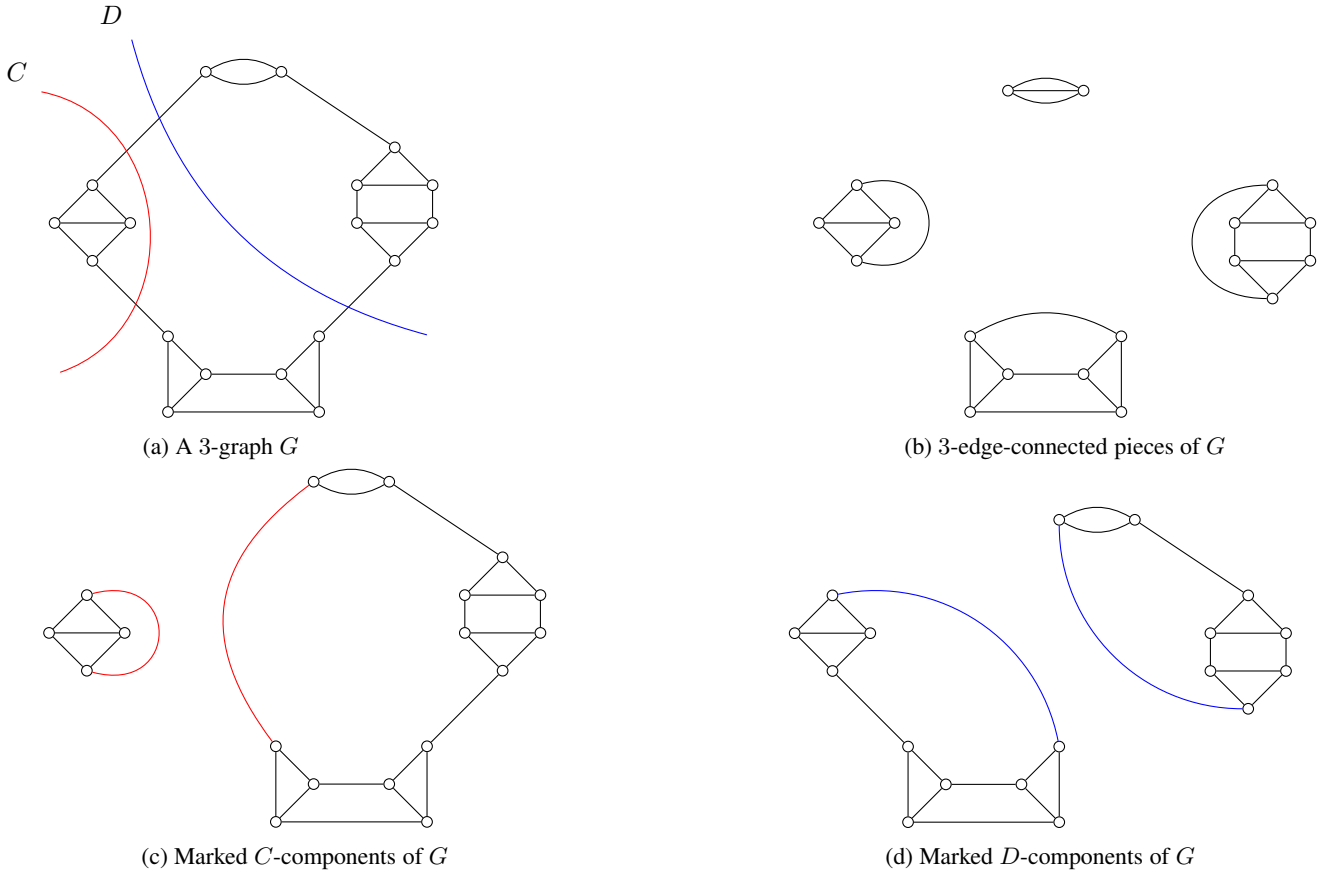 D
C
(a) A 3-graph G
(b) 3-edge-connected pieces of G
(c) Marked C-components of G
(d) Marked D-components of G